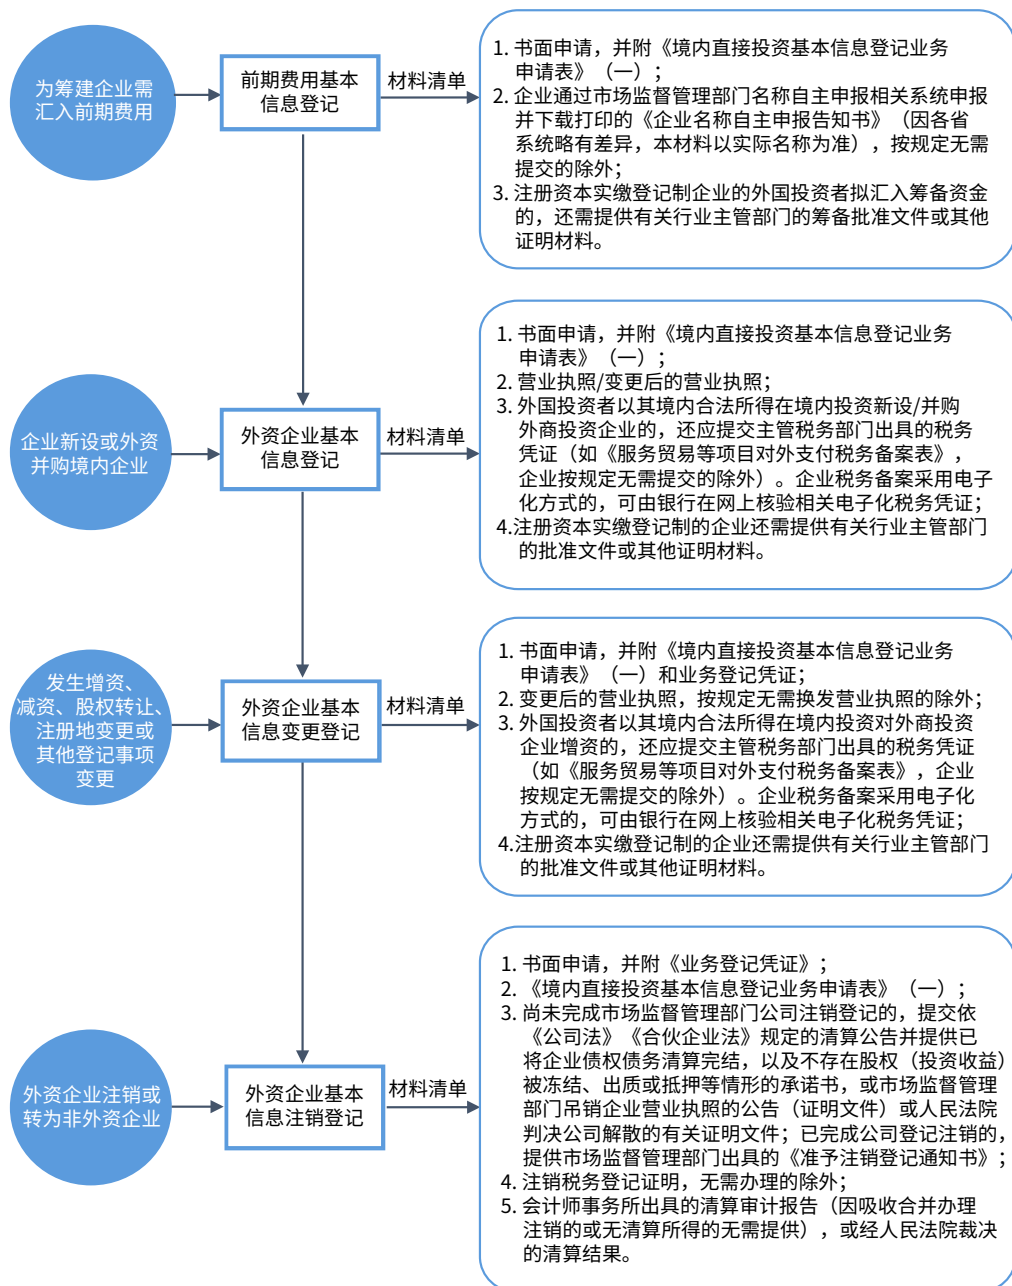 为筹建企业需
汇入前期费用
前期费用基本
信息登记
材料清单
1. 书面申请，并附《境内直接投资基本信息登记业务
申请表》（一）；
2. 企业通过市场监督管理部门名称自主申报相关系统申报
并下载打印的《企业名称自主申报告知书》（因各省
系统略有差异，本材料以实际名称为准），按规定无需
提交的除外；
3. 注册资本实缴登记制企业的外国投资者拟汇入筹备资金
的，还需提供有关行业主管部门的筹备批准文件或其他
证明材料。
企业新设或外资
并购境内企业
外资企业基本
信息登记
材料清单
1. 书面申请，并附《境内直接投资基本信息登记业务
申请表》（一）；
2. 营业执照/变更后的营业执照；
3. 外国投资者以其境内合法所得在境内投资新设/并购
外商投资企业的，还应提交主管税务部门出具的税务
凭证（如《服务贸易等项目对外支付税务备案表》，
企业按规定无需提交的除外）。企业税务备案采用电子
化方式的，可由银行在网上核验相关电子化税务凭证；
4.注册资本实缴登记制的企业还需提供有关行业主管部门
的批准文件或其他证明材料。
发生增资、
减资、股权转让、
注册地变更或
其他登记事项
变更
外资企业基本
信息变更登记
材料清单
1. 书面申请，并附《境内直接投资基本信息登记业务
申请表》（一）和业务登记凭证；
2. 变更后的营业执照，按规定无需换发营业执照的除外；
3. 外国投资者以其境内合法所得在境内投资对外商投资
企业增资的，还应提交主管税务部门出具的税务凭证
（如《服务贸易等项目对外支付税务备案表》，企业
按规定无需提交的除外）。企业税务备案采用电子化
方式的，可由银行在网上核验相关电子化税务凭证；
4.注册资本实缴登记制的企业还需提供有关行业主管部门
的批准文件或其他证明材料。
外资企业注销或
转为非外资企业
外资企业基本
信息注销登记
材料清单
1. 书面申请，并附《业务登记凭证》；
2. 《境内直接投资基本信息登记业务申请表》（一）；
3. 尚未完成市场监督管理部门公司注销登记的，提交依
《公司法》《合伙企业法》规定的清算公告并提供已
将企业债权债务清算完结，以及不存在股权（投资收益）
被冻结、出质或抵押等情形的承诺书，或市场监督管理
部门吊销企业营业执照的公告（证明文件）或人民法院
判决公司解散的有关证明文件；已完成公司登记注销的，
提供市场监督管理部门出具的《准予注销登记通知书》；
4. 注销税务登记证明，无需办理的除外；
5. 会计师事务所出具的清算审计报告（因吸收合并办理
注销的或无清算所得的无需提供），或经人民法院裁决
的清算结果。